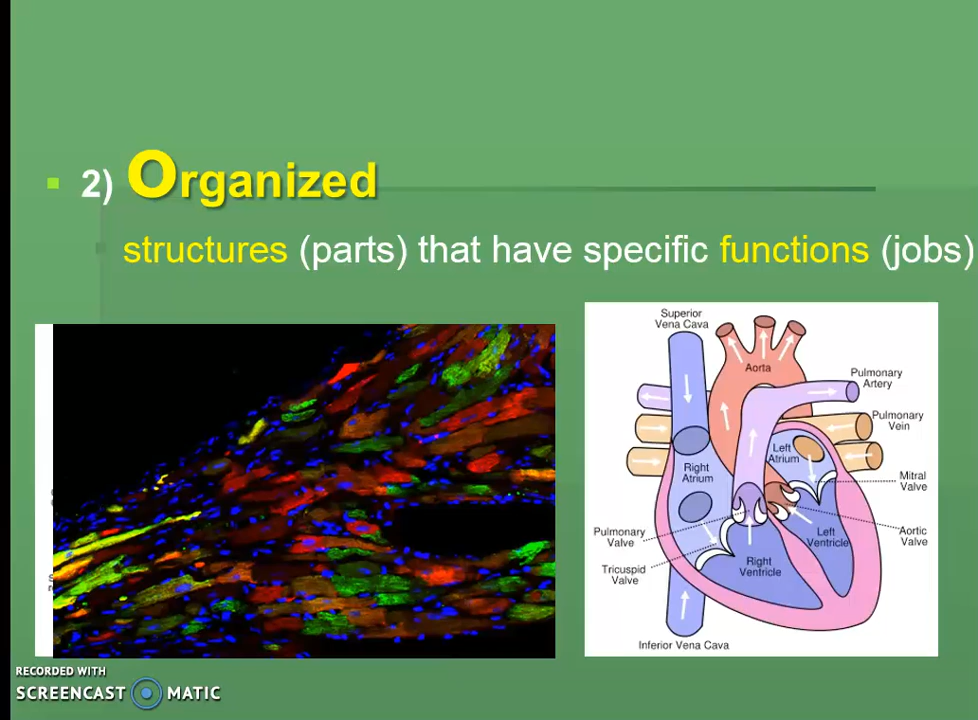 2) Organized
structures (parts) that have specific functions (jobs)
Superior
Vena Cava
Aorta
Pulmonary
Artery
Pulmonary
Vein
Left
Atrium
Right
Atrium
Mitral
Valve
Pulmonary
Valve
Left
Ventricle
Aortic
Valve
Right
Ventricle
Tricuspid
Valve
Inferior Vena Cava
RECORDED WITH
SCREENCAST MATIC